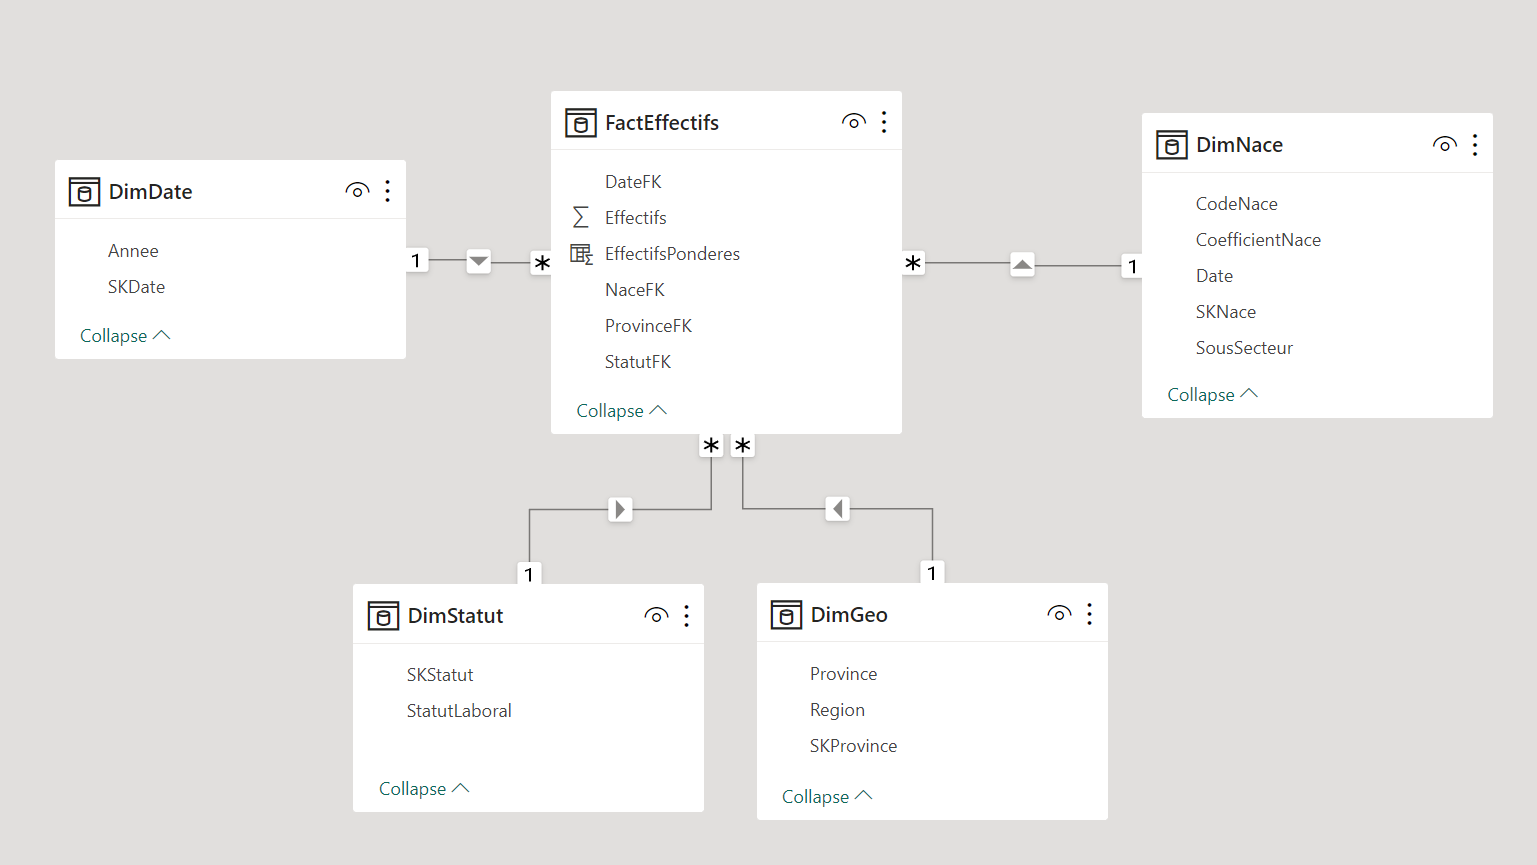 FactEffectifs
DateFK
Effectifs
EffectifsPonderes
NaceFK
ProvinceFK
StatutFK
Collapse
DimDate
Annee
SKDate
Collapse
DimNace
CodeNace
CoefficientNace
Date
SKNace
SousSecteur
Collapse
1
*
*
1
*
*
1
1
DimStatut
SKStatut
StatutLaboral
Collapse
DimGeo
Province
Region
SKProvince
Collapse